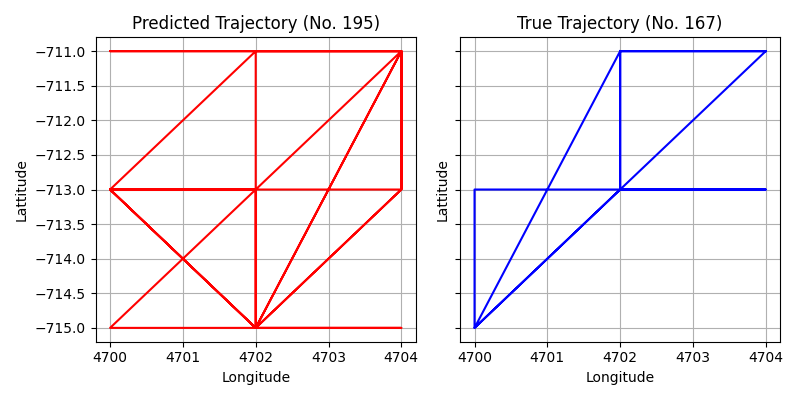 Predicted Trajectory (No. 195)
−711.0
−711.5
−712.0
−712.5
−713.0
−713.5
−714.0
−714.5
−715.0
Lattitude
4700 4701 4702 4703 4704
Longitude
True Trajectory (No. 167)
Lattitude
4700 4701 4702 4703 4704
Longitude